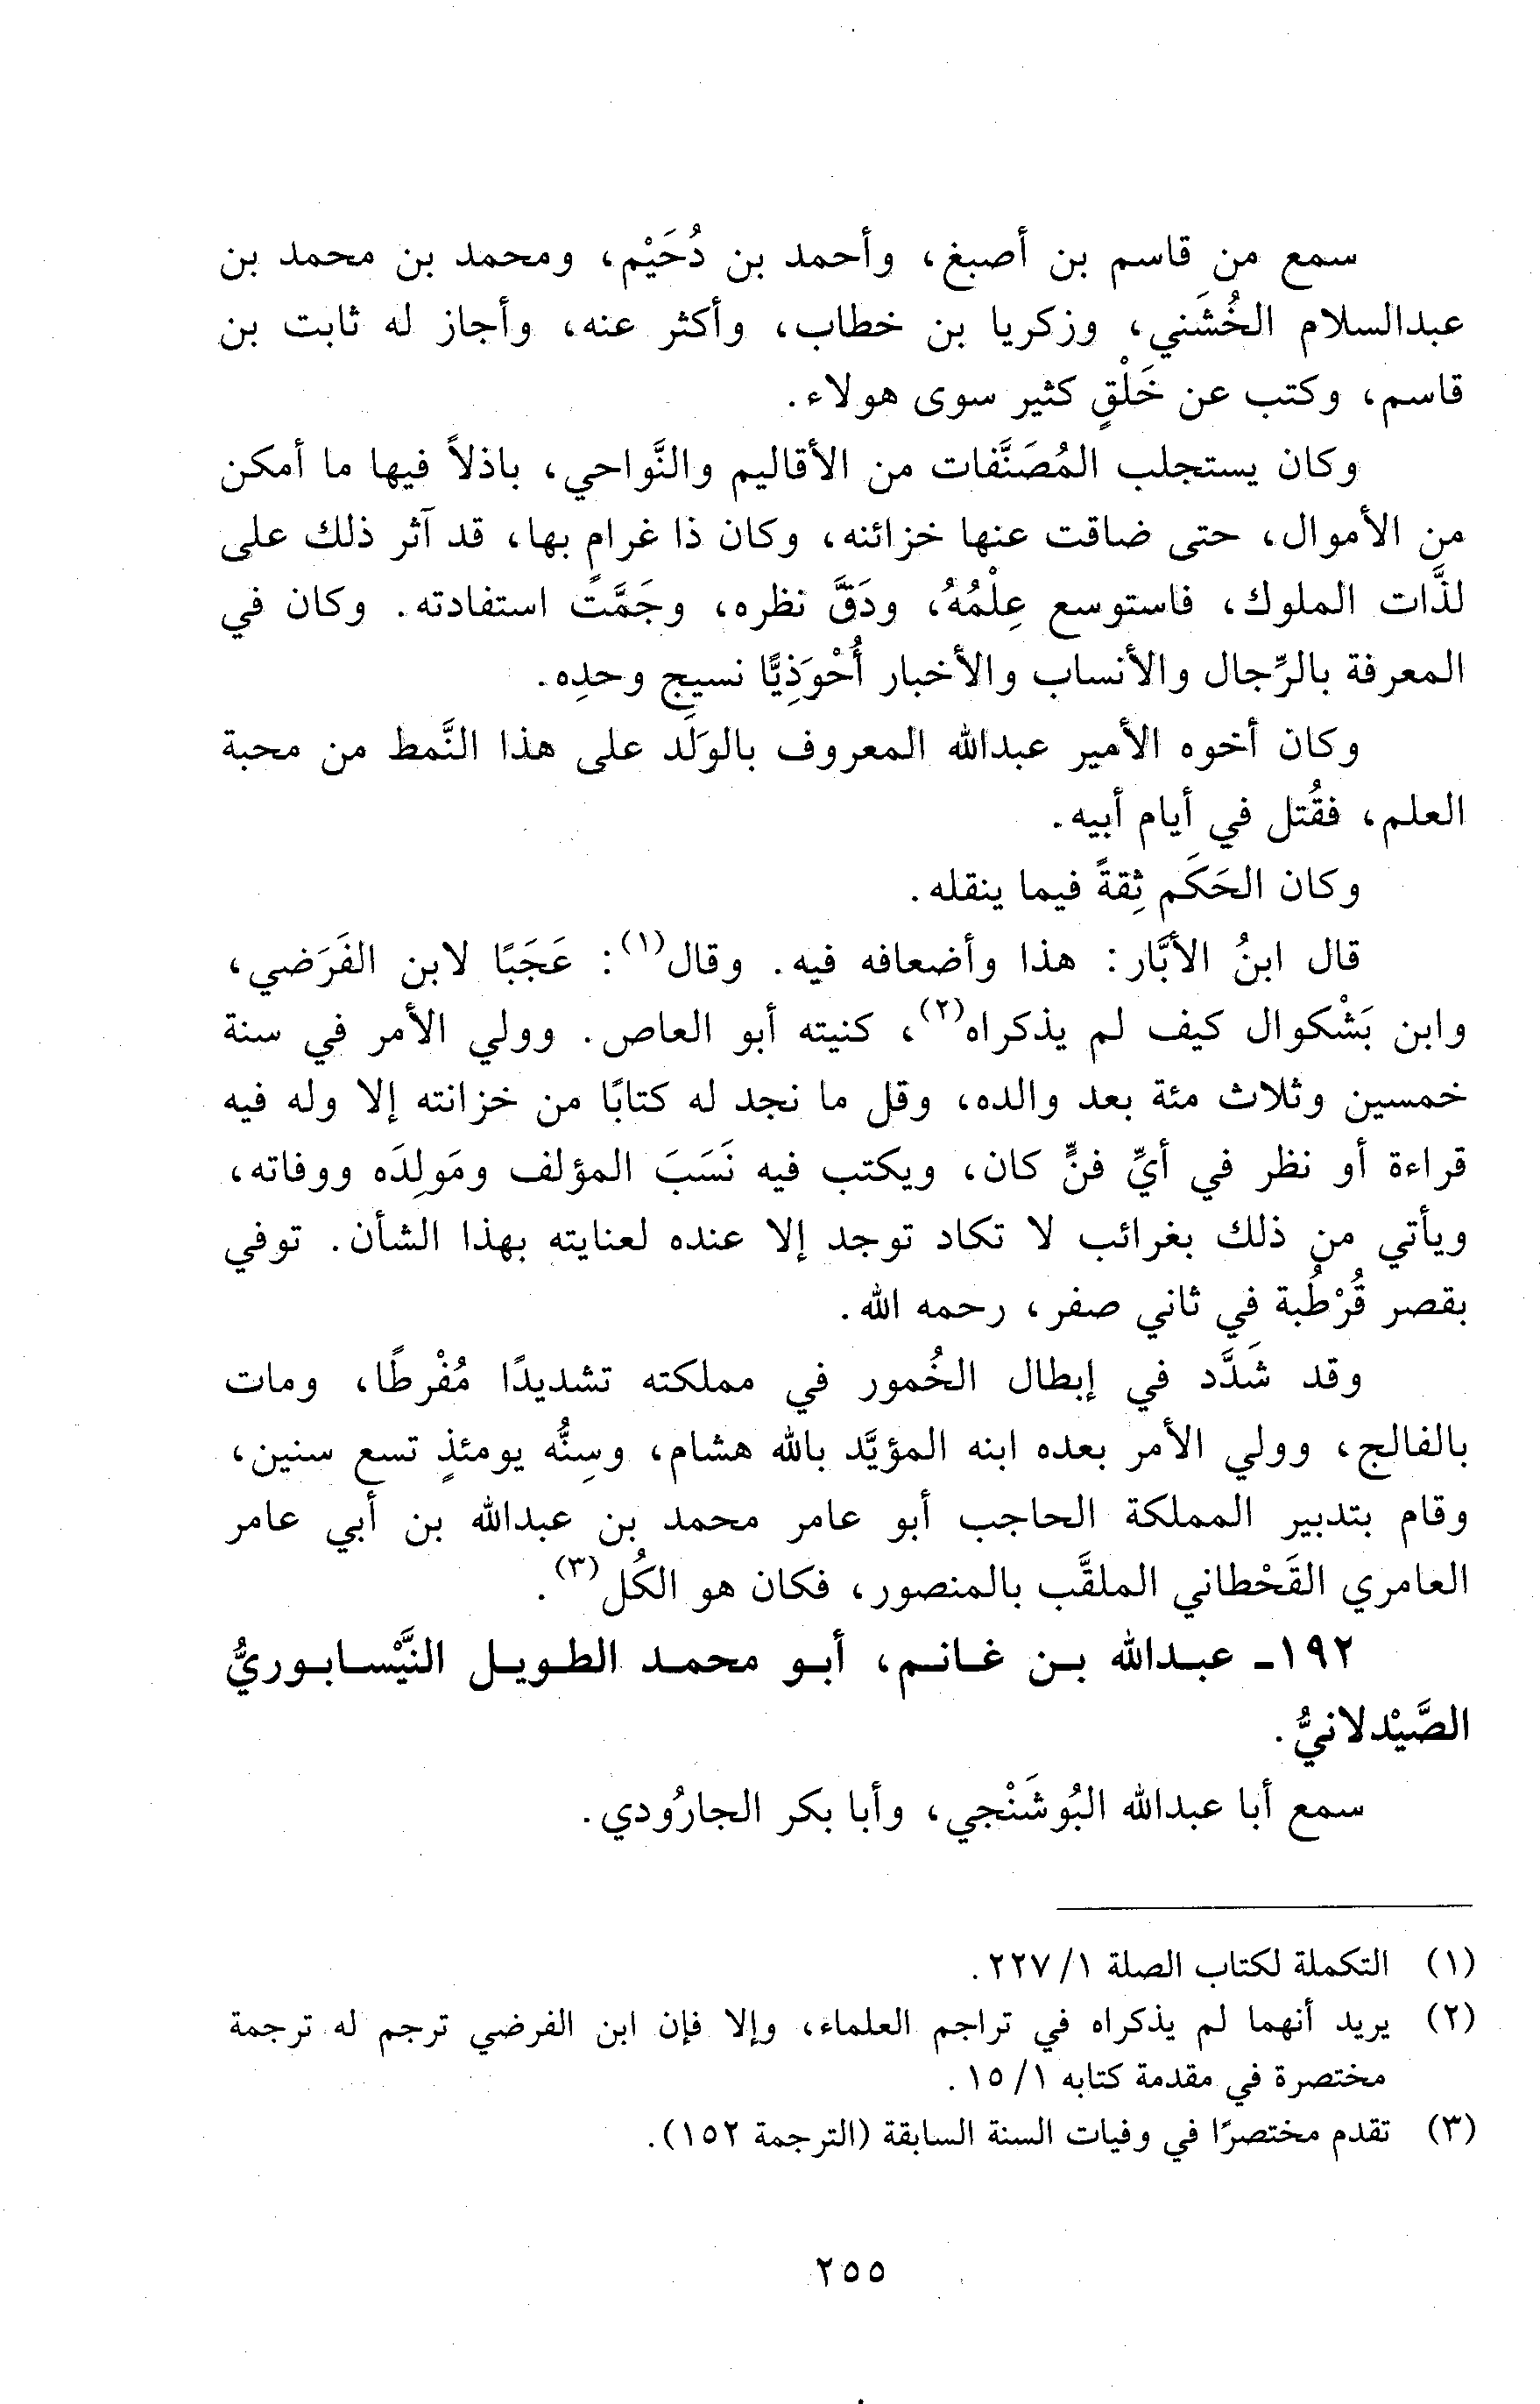 سمع من قاسم بن أصبغ، وأحمد بن دُحَيْم، ومحمد بن محمد بن
عبدالسلام الخُشَني، وزكريا بن خطاب، وأكثر عنه، وأجاز له ثابت بن
قاسم، وكتب عن خَلْقٍ كثير سوى هولاء.
وكان يستجلب المُصَنَّفات من الأقاليم والنَّواحي، باذلاً فيها ما أمكن
من الأموال، حتى ضاقت عنها خزائنه، وكان ذا غرامٍ بها، قد آثر ذلك على
لذَّات الملوك، فاستوسع عِلْمُهُ، ودَقَّ نظره، وجَمَّت استفادته. وكان في
المعرفة بالرِّجال والأنساب والأخبار أُحْوَذِيًّا نسيج وحدِه.
وكان أخوه الأمير عبدالله المعروف بالوَلَد على هذا النَّمط من محبة
العلم، فقُتل في أيام أبيه.
وكان الحَكَم ثِقةً فيما ينقله.
قال ابنُ الأبَّار: هذا وأضعافه فيه. وقال(١): عَجَبًا لابن الفَرَضي،
وابن بَشْكوال كيف لم يذكراه(٢)، كنيته أبو العاص. وولي الأمر في سنة
خمسين وثلاث مئة بعد والده، وقل ما نجد له كتابًا من خزانته إلا وله فيه
قراءة أو نظر في أيِّ فنٍّ كان، ويكتب فيه نَسَبَ المؤلف ومَولِدَه ووفاته،
ويأتي من ذلك بغرائب لا تكاد توجد إلا عنده لعنايته بهذا الشأن. توفي
بقصر قُرْطُبة في ثاني صفر، رحمه الله.
وقد شَدَّد في إبطال الخُمور في مملكته تشديدًا مُفْرطًا، ومات
بالفالج، وولي الأمر بعده ابنه المؤيَّد بالله هشام، وسِنُّه يومئذٍ تسع سنين،
وقام بتدبير المملكة الحاجب أبو عامر محمد بن عبدالله بن أبي عامر
العامري القَحْطاني الملقَّب بالمنصور، فكان هو الكُل(٣).
١٩٢- عبدالله بن غانم، أبو محمد الطويل النَّيْسابوريُّ
الصَّيْدلانيُّ.
سمع أبا عبدالله البُوشَنْجي، وأبا بكر الجارُودي.
(١) التكملة لكتاب الصلة ١/ ٢٢٧.
(٢) يريد أنهما لم يذكراه في تراجم العلماء، وإلا فإن ابن الفرضي ترجم له ترجمة
مختصرة في مقدمة كتابه ١/ ١٥.
(٣) تقدم مختصرًا في وفيات السنة السابقة (الترجمة ١٥٢).
٢٥٥